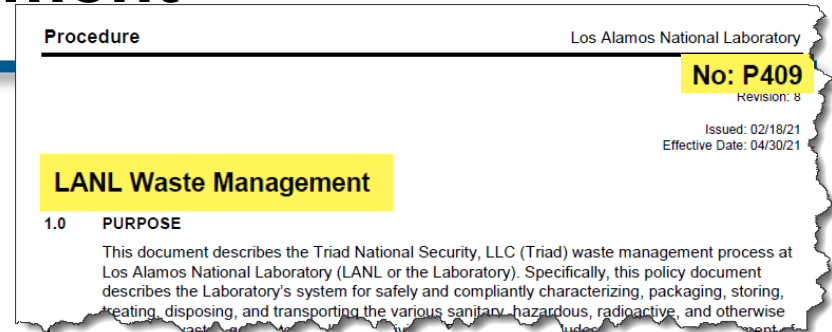 Procedure Los Alamos National Laboratory
No: P409
Revision: 8
Issued: 02/18/21
Effective Date: 04/30/21
LANL Waste Management
1.0 PURPOSE
This document describes the Triad National Security, LLC (Triad) waste management process at
Los Alamos National Laboratory (LANL or the Laboratory). Specifically, this policy document
describes the Laboratory's system for safely and compliantly characterizing, packaging, storing,
treating, disposing, and transporting the various sanitary, hazardous, radioactive, and otherwise